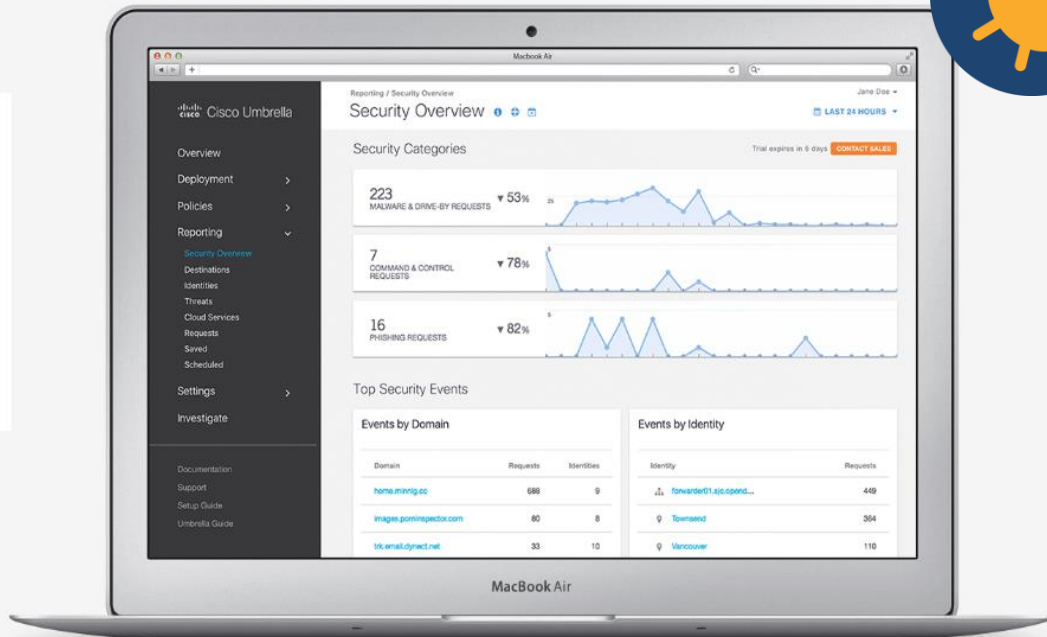 Macbook Air
Reporting / Security Overview
Jane Doe
cisco Cisco Umbrella
Security Overview
LAST 24 HOURS
Overview
Deployment
Policies
Reporting
Security Overview
Destinations
Identities
Threats
Cloud Services
Requests
Saved
Scheduled
Settings
Investigate
Documentation
Support
Setup Guide
Umbrella Guide
Security Categories
Trial expires in 6 days CONTACT SALES
223
MALWARE & DRIVE-BY REQUESTS
▼ 53%
25
7
COMMAND & CONTROL
REQUESTS
▼ 78%
5
16
PHISHING REQUESTS
▼ 82%
5
Top Security Events
Events by Domain
Domain Requests Identities
home.minnig.cc 688 9
images.porninspector.com 80 8
trk.email.dynect.net 33 10
Events by Identity
Identity Requests
forwarder01.sjc.opend... 449
Townsend 364
Vancouver 110
MacBook Air